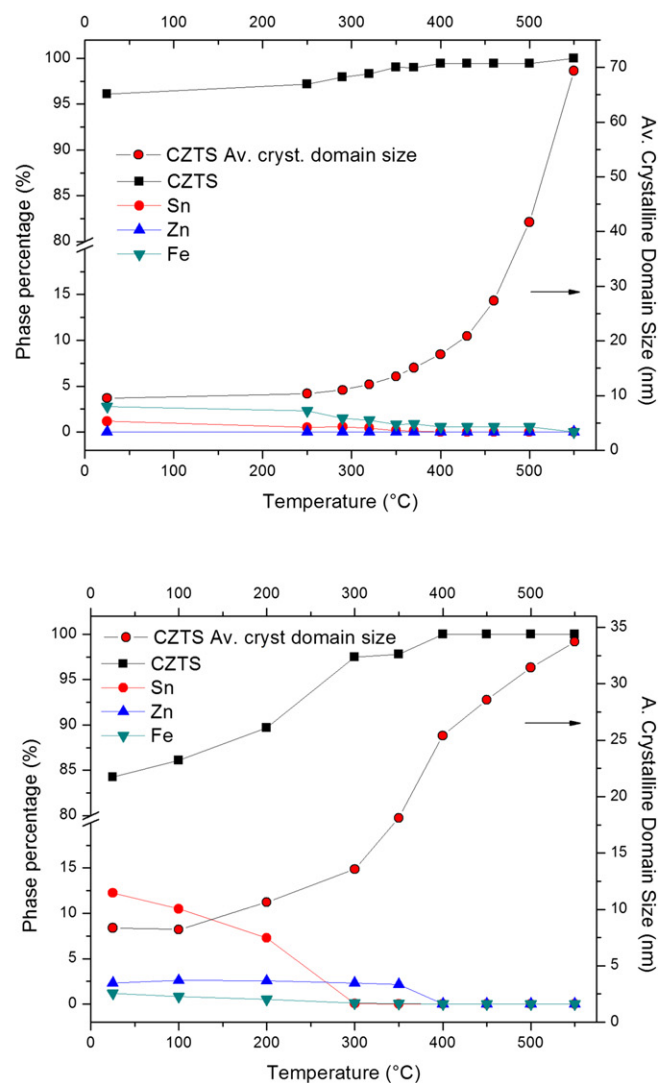 0 100 200 300 400 500
100
95
90
85
80
15
10
5
0
Phase percentage (%)
CZTS Av. cryst. domain size
CZTS
Sn
Zn
Fe
70
60
50
40
30
20
10
0
Av. Crystalline Domain Size (nm)
0 100 200 300 400 500
Temperature (°C)
0 100 200 300 400 500
100
95
90
85
80
15
10
5
0
Phase percentage (%)
CZTS Av. cryst domain size
CZTS
Sn
Zn
Fe
35
30
25
20
15
10
5
0
A. Crystalline Domain Size (nm)
0 100 200 300 400 500
Temperature (°C)